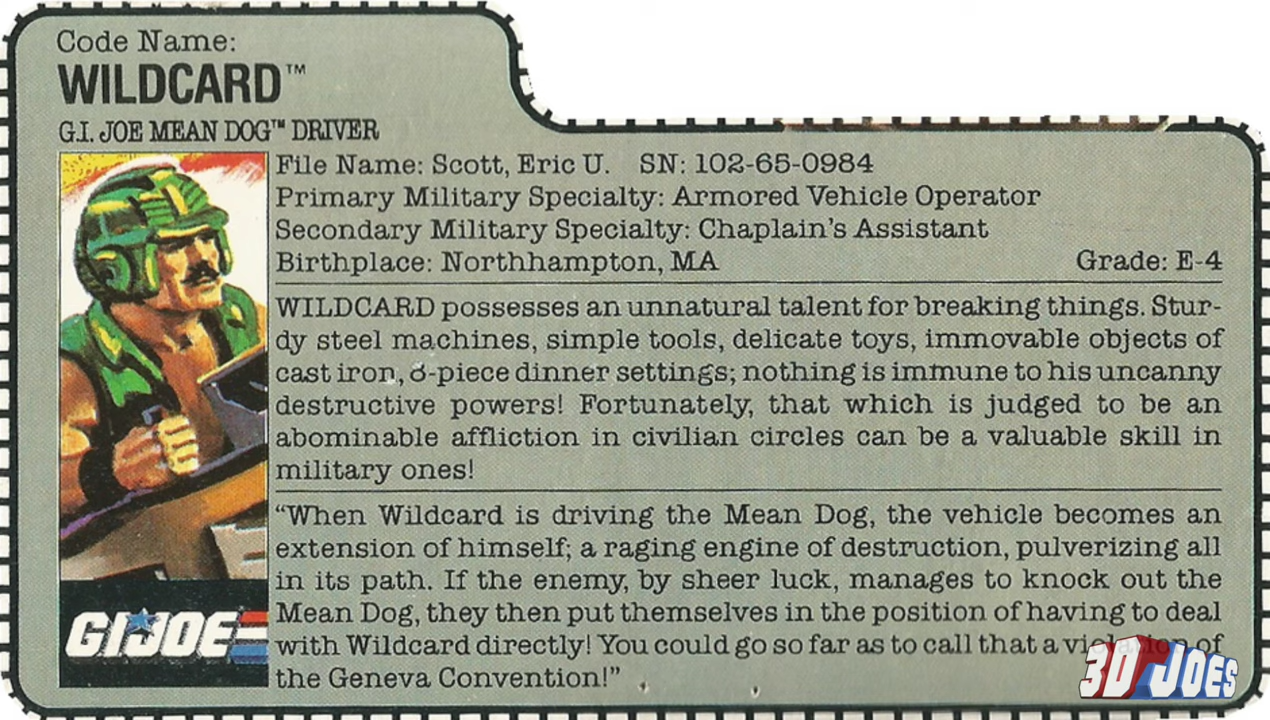 Code Name:
WILDCARD™
G.I. JOE MEAN DOG™ DRIVER
File Name: Scott, Eric U. SN: 102-65-0984
Primary Military Specialty: Armored Vehicle Operator
Secondary Military Specialty: Chaplain's Assistant
Birthplace: Northhampton, MA Grade: E-4
WILDCARD possesses an unnatural talent for breaking things. Stur-
dy steel machines, simple tools, delicate toys, immovable objects of
cast iron, 8-piece dinner settings; nothing is immune to his uncanny
destructive powers! Fortunately, that which is judged to be an
abominable affliction in civilian circles can be a valuable skill in
military ones!
"When Wildcard is driving the Mean Dog, the vehicle becomes an
extension of himself; a raging engine of destruction, pulverizing all
in its path. If the enemy, by sheer luck, manages to knock out the
Mean Dog, they then put themselves in the position of having to deal
with Wildcard directly! You could go so far as to call that a violation of
the Geneva Convention!"
GI JOE
3D JOES